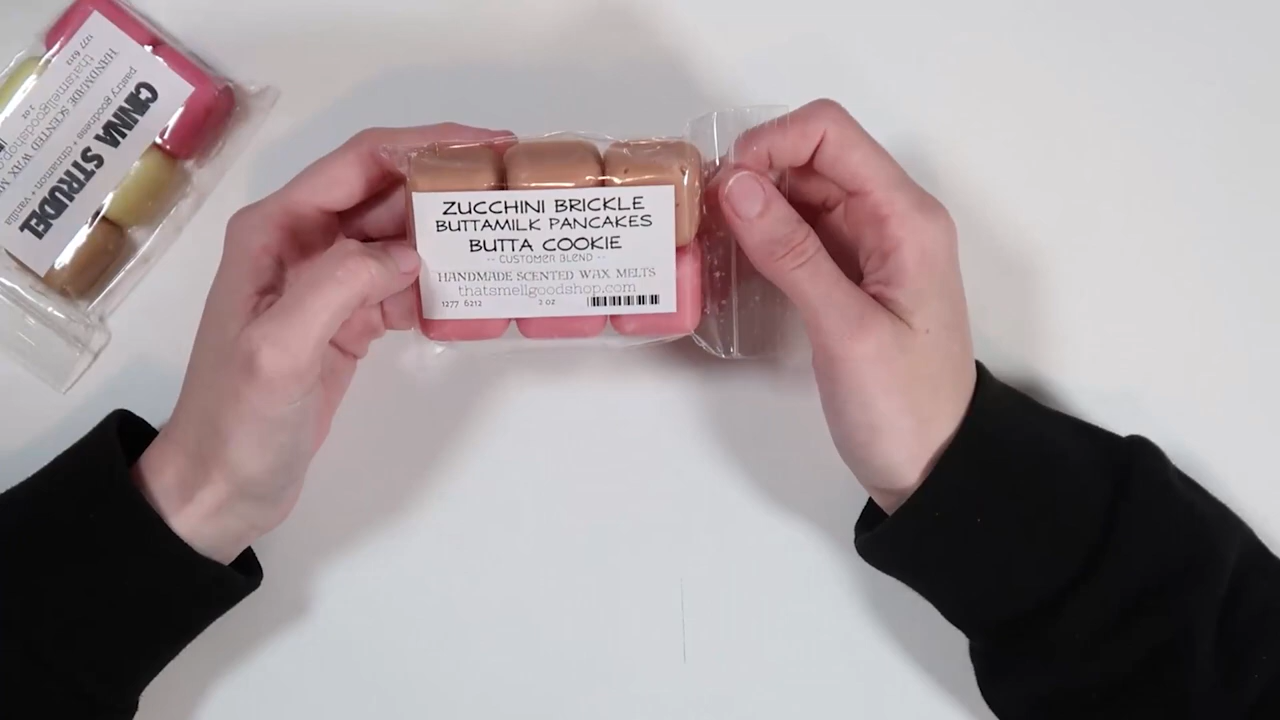 ZUCCHINI BRICKLE
BUTTAMILK PANCAKES
BUTTA COOKIE
-- CUSTOMER BLEND --
HANDMADE SCENTED WAX MELTS
thatsmellgoodshop.com
1277 6212 2 oz
CINNA STRUDEL
pastry goodness + cinnamon vanilla
HANDMADE SCENTED WAX
thatsmellgoodshop.c
2 oz